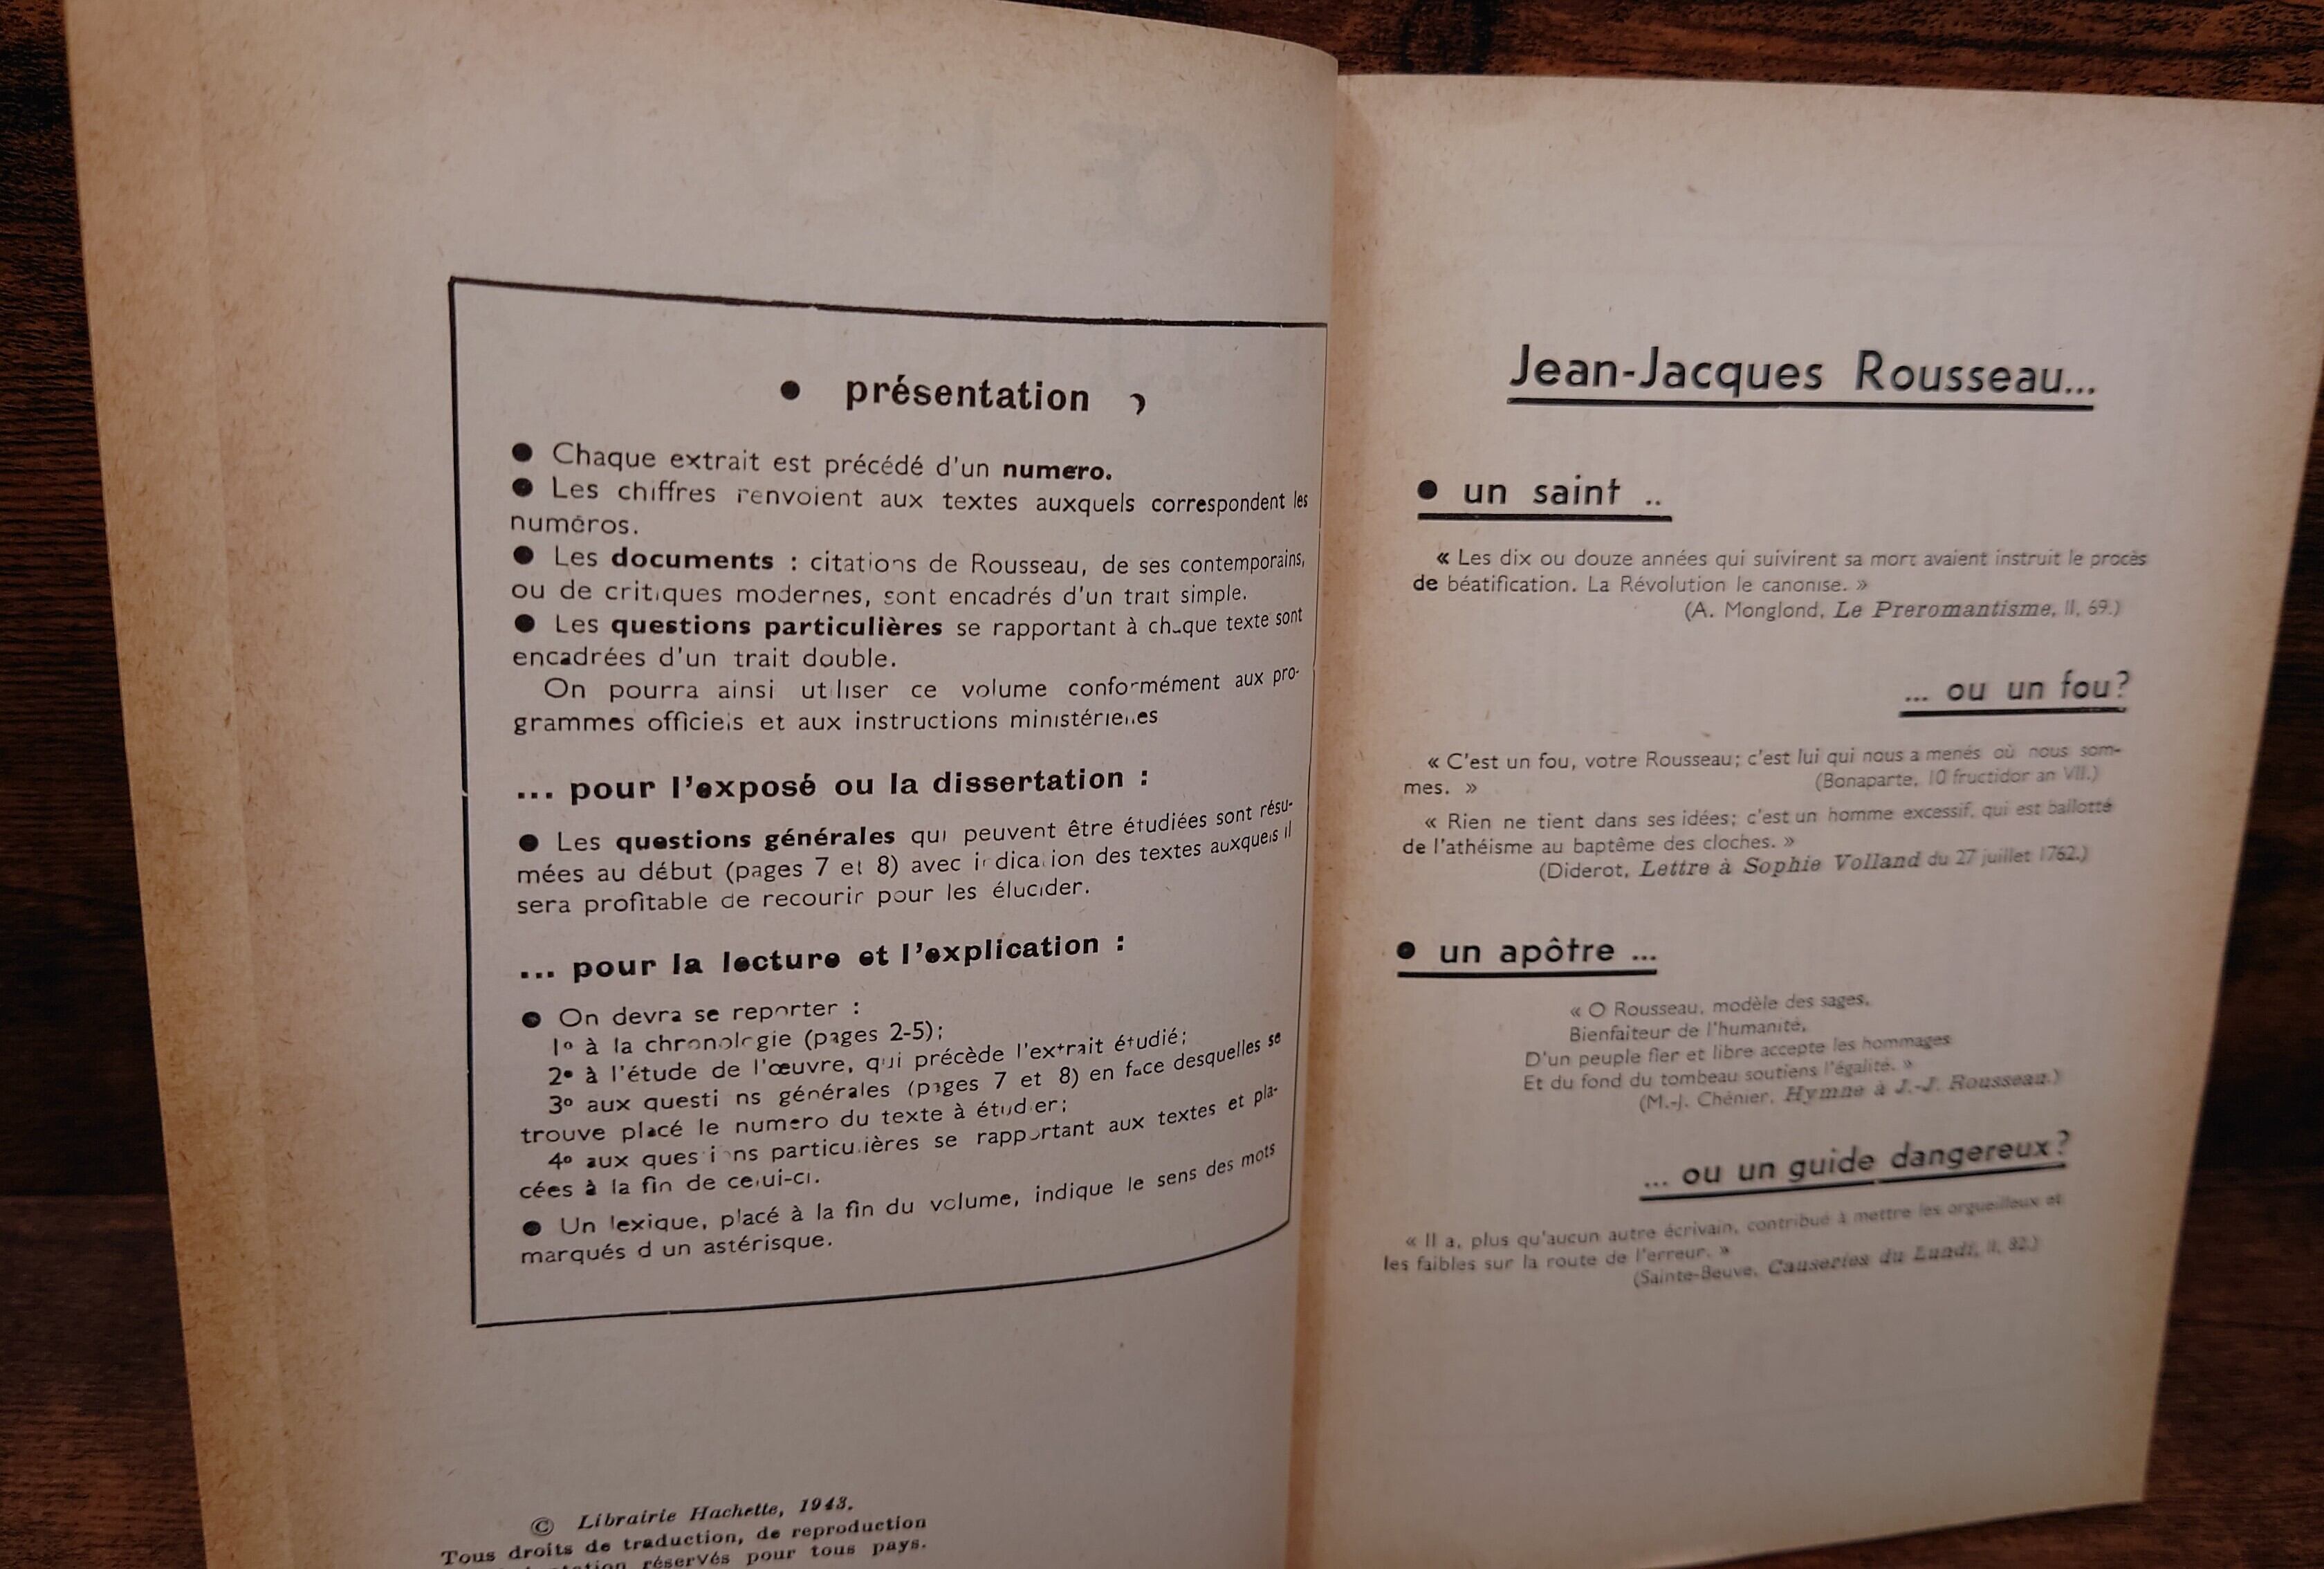 ● présentation
● Chaque extrait est précédé d'un numero.
● Les chiffres renvoient aux textes auxquels correspondent les
numéros.
● Les documents : citations de Rousseau, de ses contemporains,
ou de critiques modernes, sont encadrés d'un trait simple.
● Les questions particulières se rapportant à chaque texte sont
encadrées d'un trait double.
On pourra ainsi utiliser ce volume conformément aux pro-
grammes officiels et aux instructions ministérielles
... pour l'exposé ou la dissertation :
● Les questions générales qui peuvent être étudiées sont résu-
mées au début (pages 7 et 8) avec indication des textes auxquels il
sera profitable de recourir pour les élucider.
... pour la lecture et l'explication :
● On devra se reporter :
1º à la chronologie (pages 2-5);
2º à l'étude de l'œuvre, qui précède l'extrait étudié;
3º aux questions générales (pages 7 et 8) en face desquelles se
trouve placé le numero du texte à étudier;
4º aux questions particulières se rapportant aux textes et pla-
cées à la fin de celui-ci.
● Un lexique, placé à la fin du volume, indique le sens des mots
marqués d un astérisque.
© Librairie Hachette, 1943.
Tous droits de traduction, de reproduction
réservés pour tous pays.
Jean-Jacques Rousseau...
● un saint ..
« Les dix ou douze années qui suivirent sa mort avaient instruit le procès
de béatification. La Révolution le canonise. »
(A. Monglond, Le Preromantisme, II, 69.)
... ou un fou?
« C'est un fou, votre Rousseau; c'est lui qui nous a menés où nous som-
mes. » (Bonaparte, 10 fructidor an VII.)
« Rien ne tient dans ses idées; c'est un homme excessif, qui est ballotté
de l'athéisme au baptême des cloches. »
(Diderot, Lettre à Sophie Volland du 27 juillet 1762.)
● un apôtre ...
« O Rousseau, modèle des sages,
Bienfaiteur de l'humanité,
D'un peuple fier et libre accepte les hommages
Et du fond du tombeau soutiens l'égalité. »
(M.-J. Chénier, Hymne à J.-J. Rousseau.)
... ou un guide dangereux?
« Il a, plus qu'aucun autre écrivain, contribué à mettre les orgueilleux et
les faibles sur la route de l'erreur. »
(Sainte-Beuve, Causeries du Lundi, II, 82.)